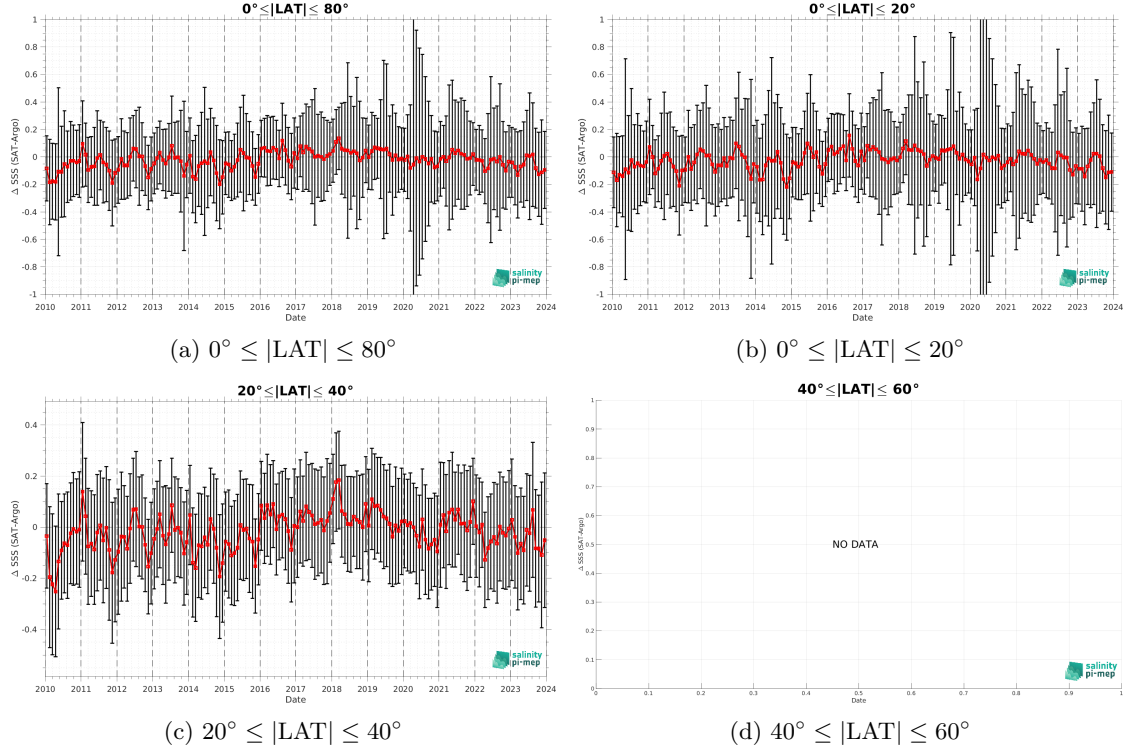 0°≤|LAT|≤ 80°
Δ SSS (SAT-Argo)
1
0.8
0.6
0.4
0.2
0
-0.2
-0.4
-0.6
-0.8
-1
2010 2011 2012 2013 2014 2015 2016 2017 2018 2019 2020 2021 2022 2023 2024
Date
salinity
pi-mep
(a) 0° ≤ |LAT| ≤ 80°
0°≤|LAT|≤ 20°
Δ SSS (SAT-Argo)
1
0.8
0.6
0.4
0.2
0
-0.2
-0.4
-0.6
-0.8
-1
2010 2011 2012 2013 2014 2015 2016 2017 2018 2019 2020 2021 2022 2023 2024
Date
salinity
pi-mep
(b) 0° ≤ |LAT| ≤ 20°
20°≤|LAT|≤ 40°
Δ SSS (SAT-Argo)
0.4
0.2
0
-0.2
-0.4
2010 2011 2012 2013 2014 2015 2016 2017 2018 2019 2020 2021 2022 2023 2024
Date
salinity
pi-mep
(c) 20° ≤ |LAT| ≤ 40°
40°≤|LAT|≤ 60°
Δ SSS (SAT-Argo)
1
0.9
0.8
0.7
0.6
0.5
0.4
0.3
0.2
0.1
0
NO DATA
0 0.1 0.2 0.3 0.4 0.5 0.6 0.7 0.8 0.9 1
Date
salinity
pi-mep
(d) 40° ≤ |LAT| ≤ 60°